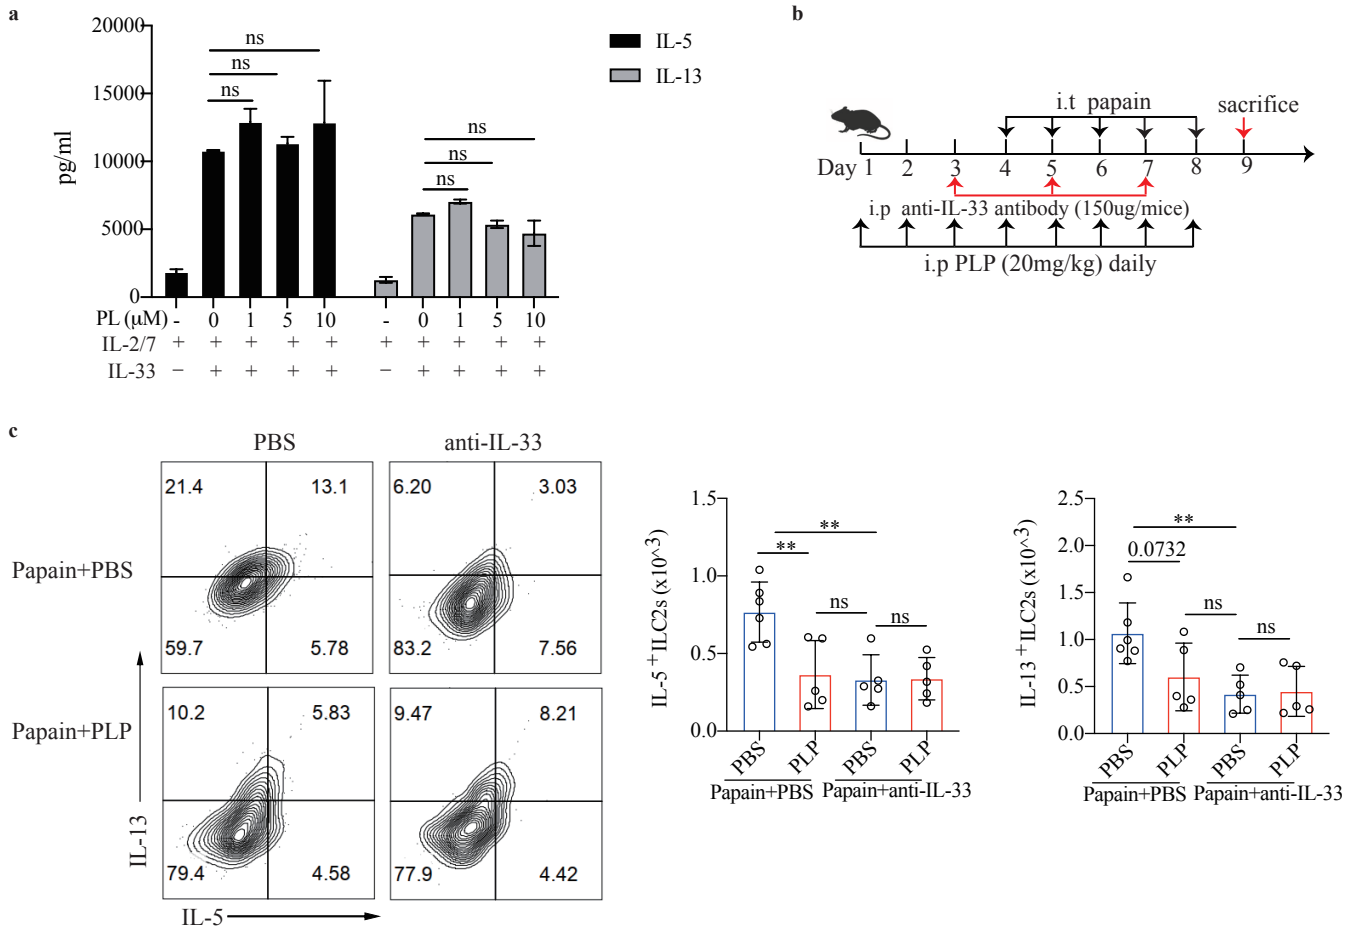 a
20000
15000
10000
5000
0
pg/ml
ns
ns
ns
ns
ns
ns
IL-5
IL-13
PL (μM) - 0 1 5 10 - 0 1 5 10
IL-2/7 + + + + + + + + + +
IL-33 − + + + + − + + + +
b
i.t papain
sacrifice
Day 1 2 3 4 5 6 7 8 9
i.p anti-IL-33 antibody (150ug/mice)
i.p PLP (20mg/kg) daily
c
PBS anti-IL-33
Papain+PBS
21.4 13.1
59.7 5.78
6.20 3.03
83.2 7.56
Papain+PLP
10.2 5.83
79.4 4.58
9.47 8.21
77.9 4.42
IL-13
IL-5
IL-5+ILC2s (x10^3)
1.5
1.0
0.5
0.0
**
**
ns
ns
PBS PLP PBS PLP
Papain+PBS Papain+anti-IL-33
IL-13+ILC2s (x10^3)
2.5
2.0
1.5
1.0
0.5
0.0
**
0.0732
ns
ns
PBS PLP PBS PLP
Papain+PBS Papain+anti-IL-33